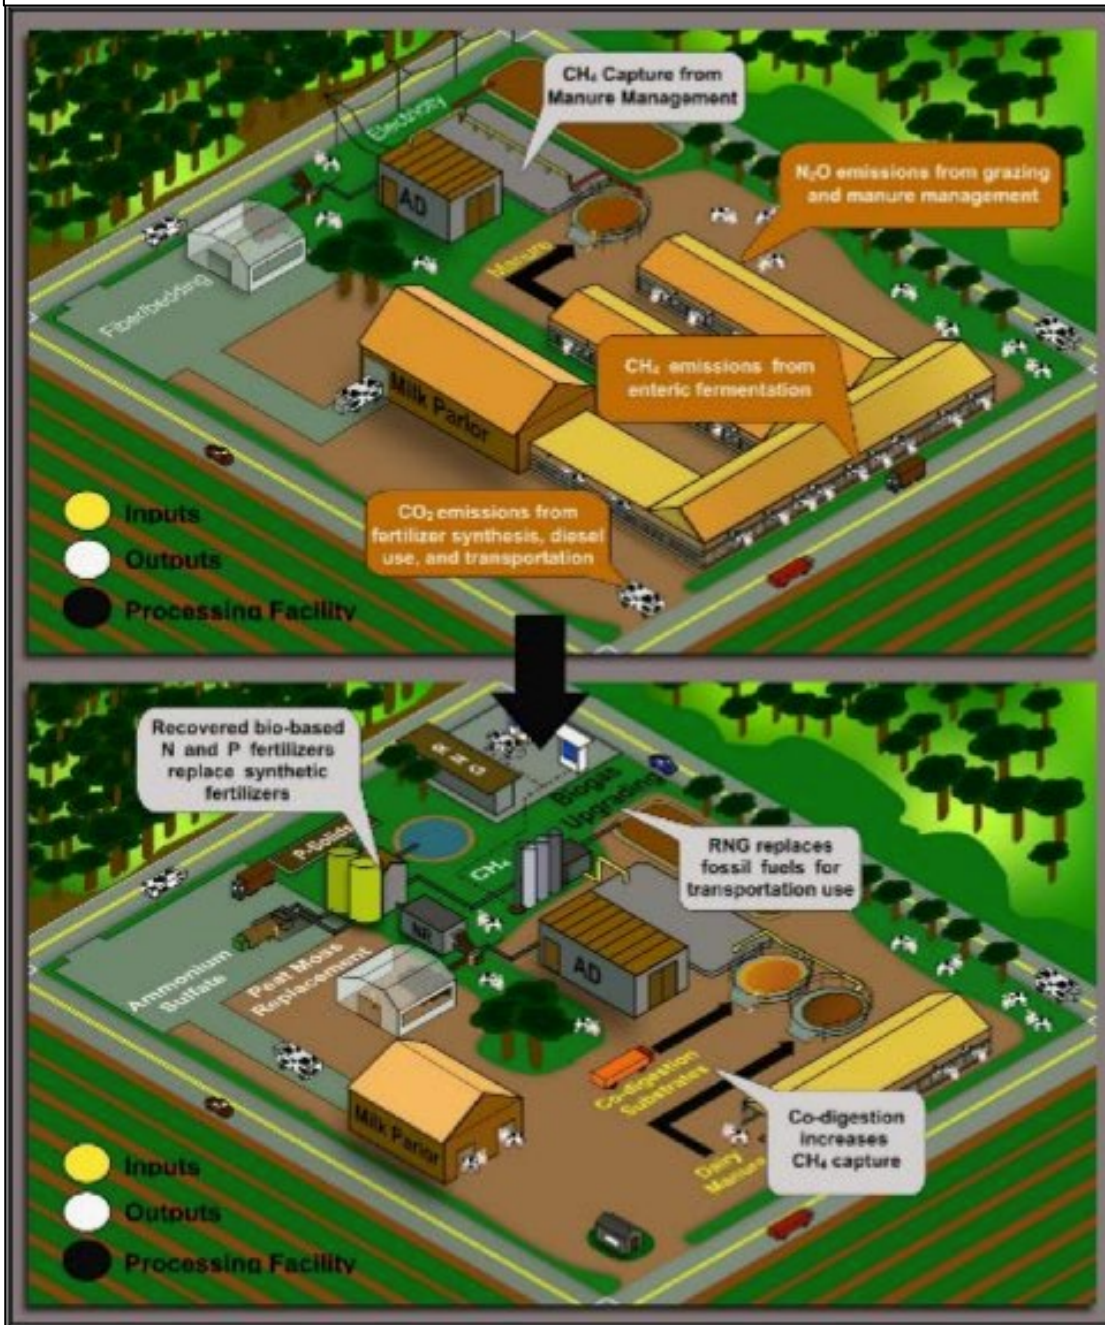 CH₄ Capture from
Manure Management
Electricity
N₂O emissions from grazing
and manure management
AD
Manure
Fiber/bedding
CH₄ emissions from
enteric fermentation
Milk Parlor
CO₂ emissions from
fertilizer synthesis, diesel
use, and transportation
Inputs
Outputs
Processing Facility
Recovered bio-based
N and P fertilizers
replace synthetic
fertilizers
RNG
Biogas
Upgrading
P-Solids
CH₄
RNG replaces
fossil fuels for
transportation use
NR
AD
Ammonium
Sulfate
Peat Moss
Replacement
Co-digestion
Substrates
Milk Parlor
Dairy
Manure
Co-digestion
increases
CH₄ capture
Inputs
Outputs
Processing Facility